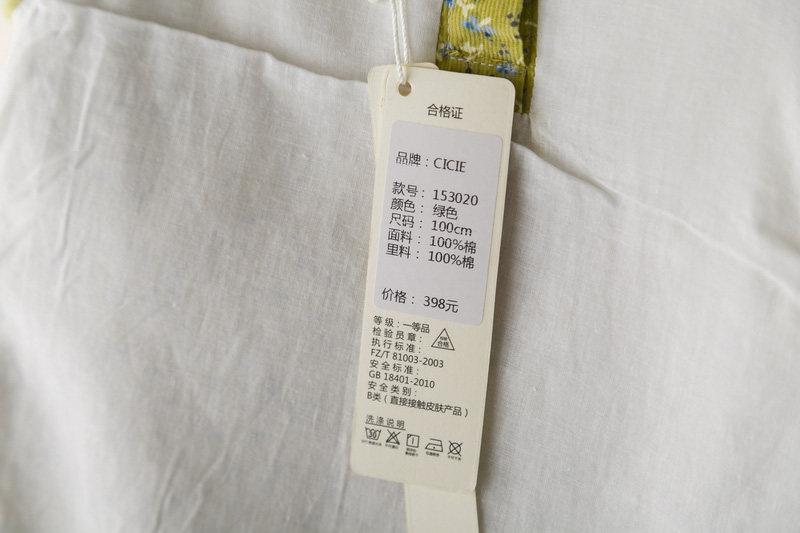 合格证
品牌：CICIE
款号：153020
颜色：绿色
尺码：100cm
面料：100%棉
里料：100%棉
价格：398元
等级：一等品
检验员章：
合格
执行标准：
FZ/T 81003-2003
安全标准：
GB 18401-2010
安全类别：
B类（直接接触皮肤产品）
洗涤说明
30